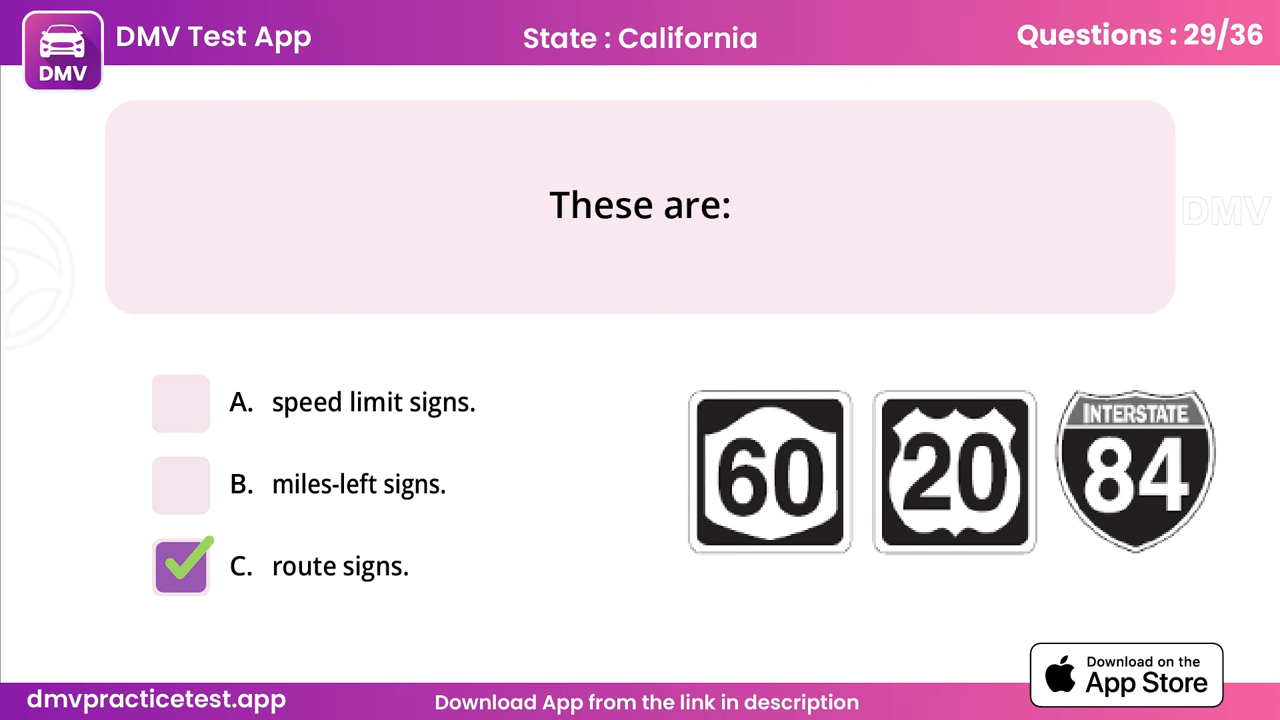 DMV Test App
State : California
Questions : 29/36
DMV
These are:
DMV
A. speed limit signs.
B. miles-left signs.
C. route signs.
60
20
INTERSTATE
84
Download on the
App Store
dmvpracticetest.app
Download App from the link in description